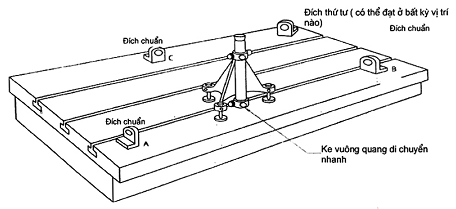 Đích thứ tư ( có thể đạt ở bất kỳ vị trí
nào)
Đích chuẩn
Đích chuẩn
C
B
Đích chuẩn
A
Ke vuông quang di chuyển
nhanh